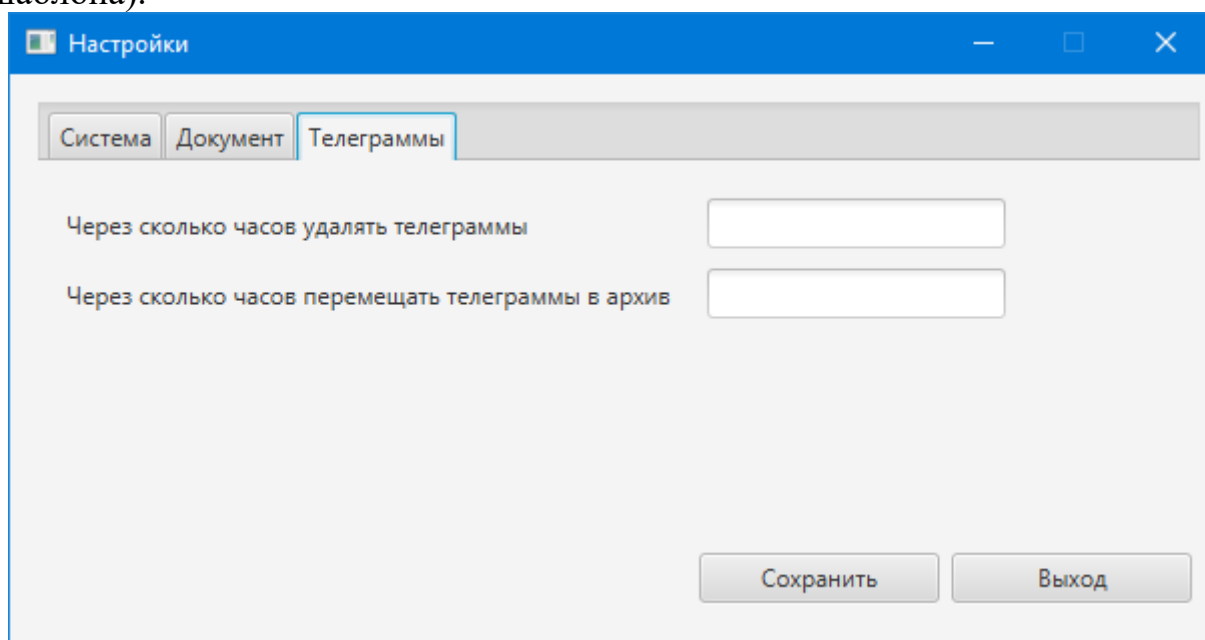 Настройки
Система Документ Телеграммы
Через сколько часов удалять телеграммы
Через сколько часов перемещать телеграммы в архив
Сохранить Выход